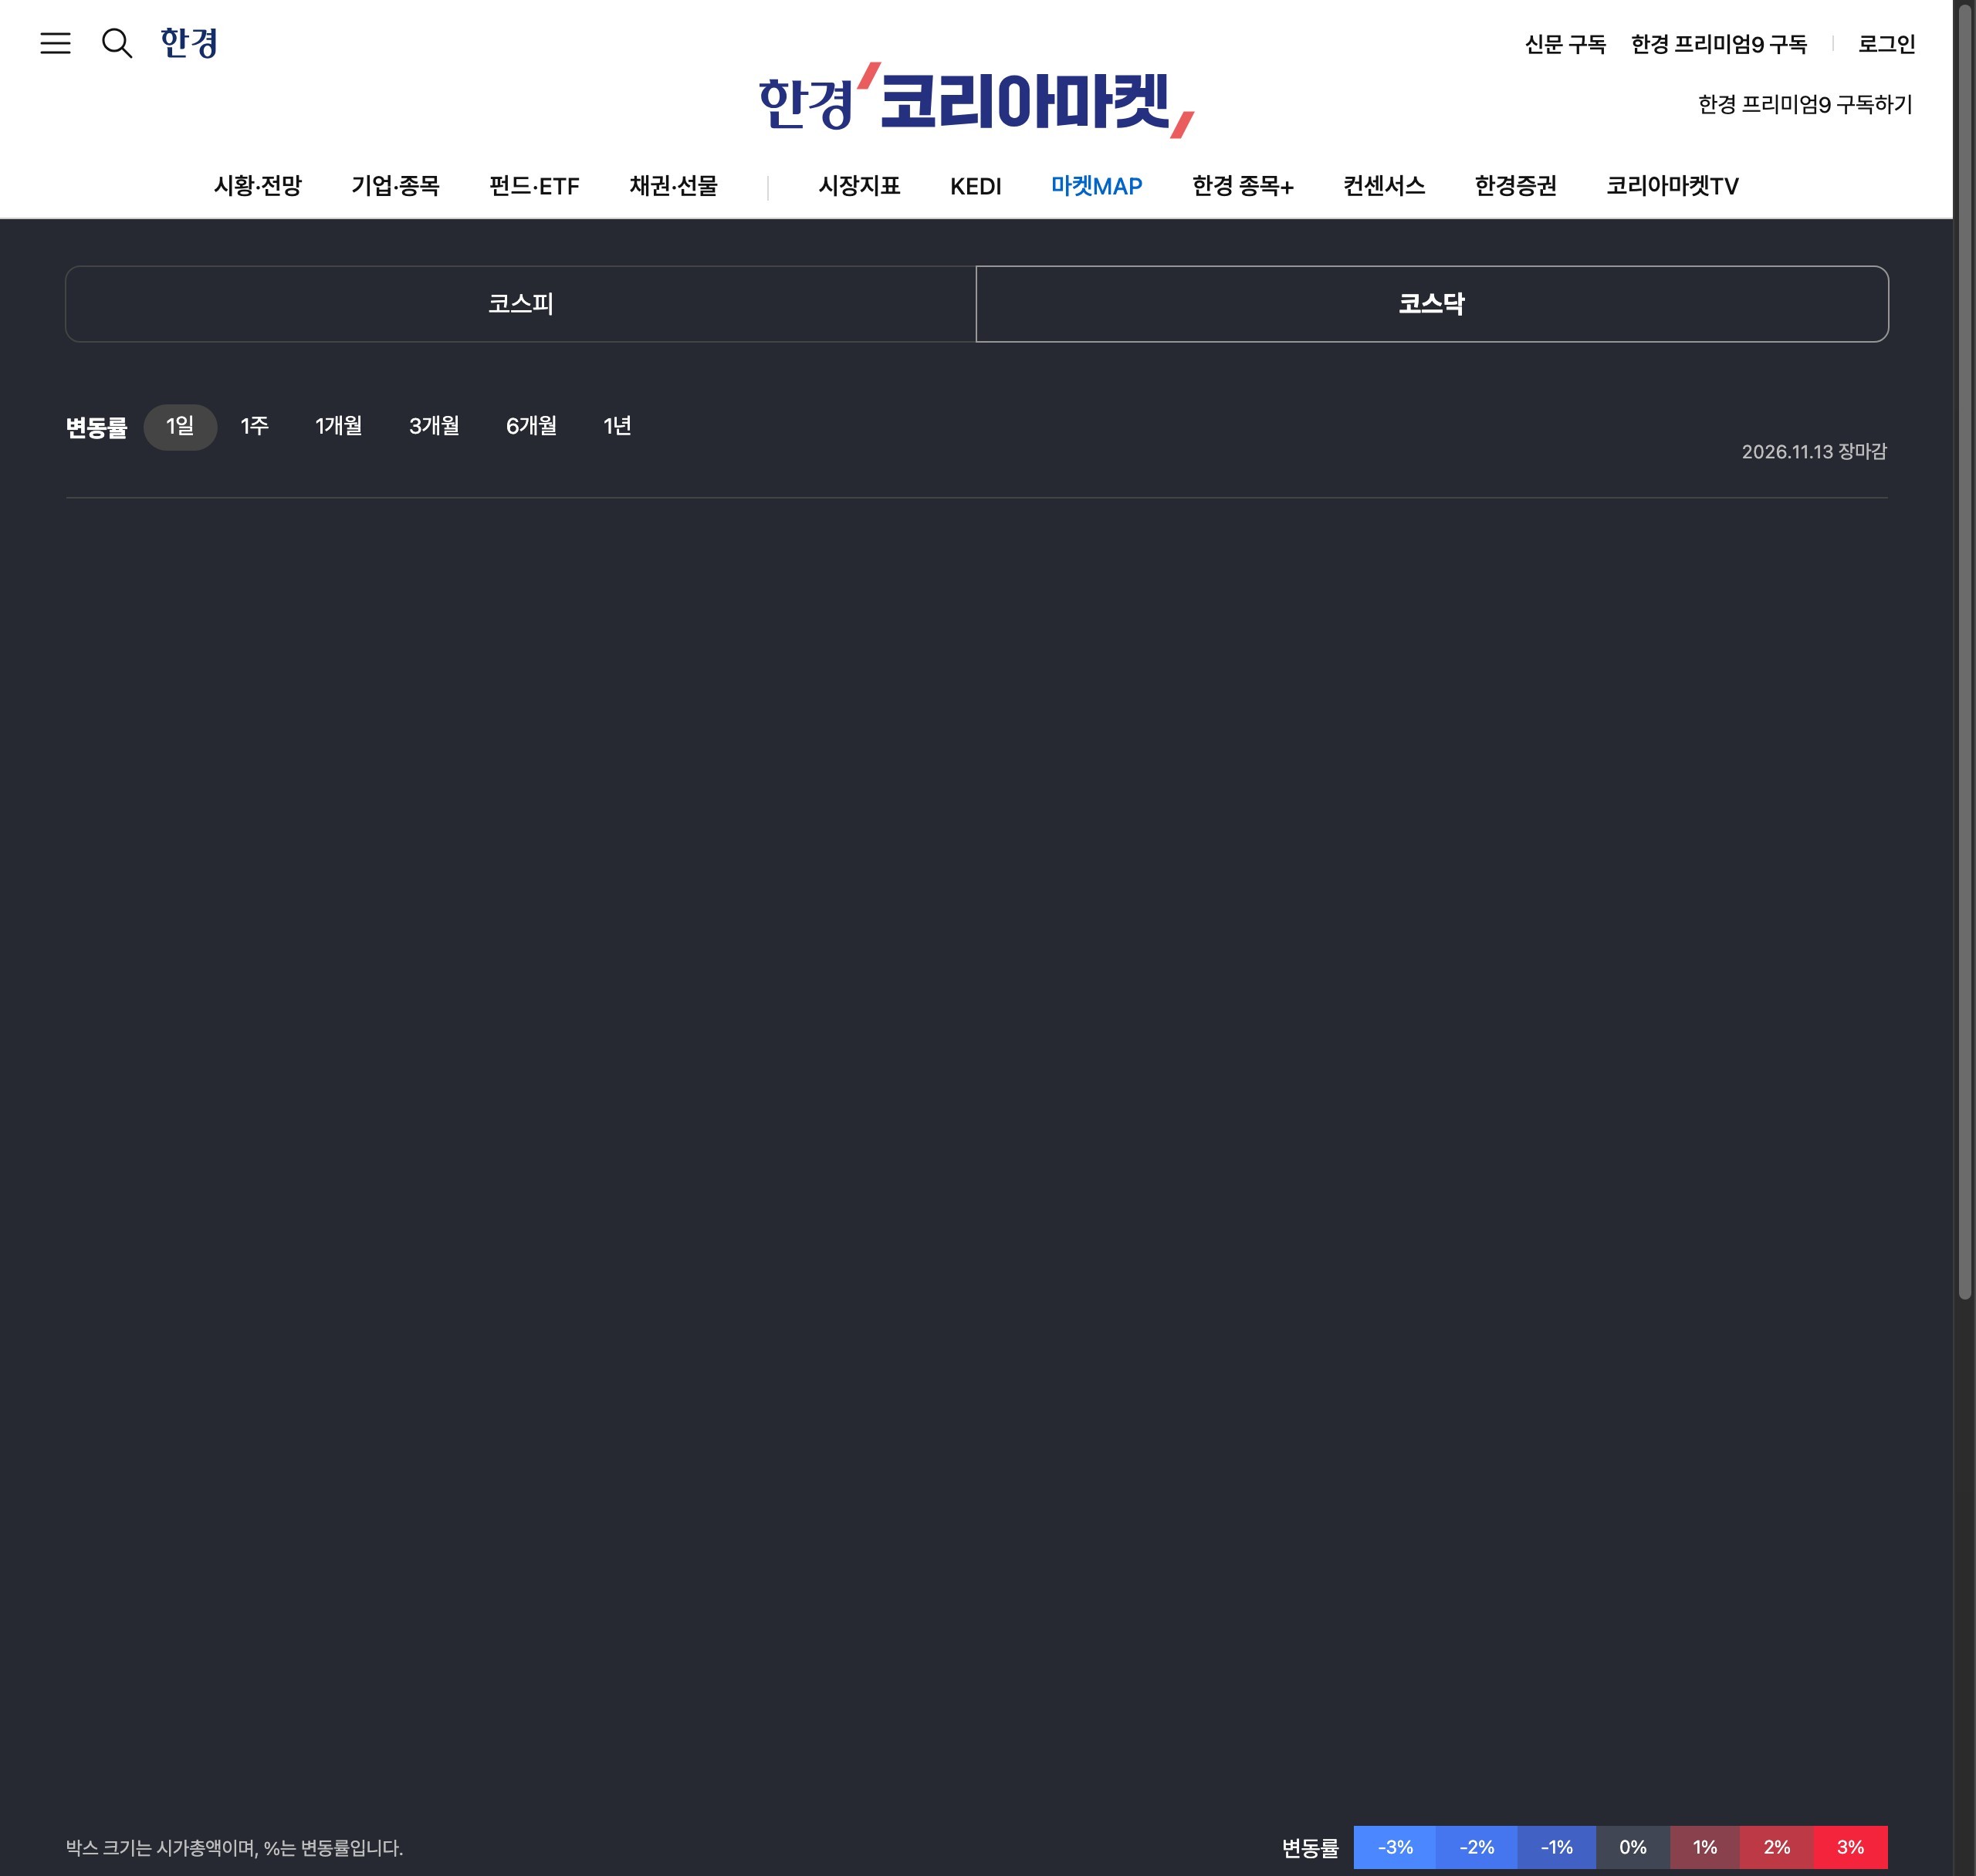 한경
신문 구독 한경 프리미엄9 구독 로그인
한경 코리아마켓
한경 프리미엄9 구독하기
시황·전망 기업·종목 펀드·ETF 채권·선물 시장지표 KEDI 마켓MAP 한경 종목+ 컨센서스 한경증권 코리아마켓TV
코스피 코스닥
변동률 1일 1주 1개월 3개월 6개월 1년
2026.11.13 장마감
박스 크기는 시가총액이며, %는 변동률입니다.
변동률 -3% -2% -1% 0% 1% 2% 3%